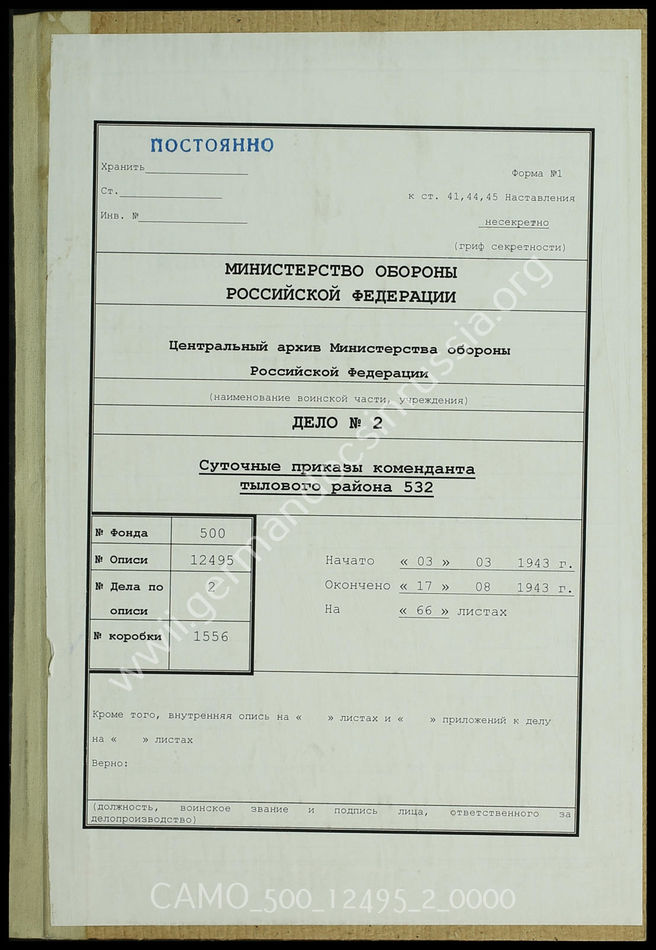 ПОСТОЯННО
Хранить
Форма №1
Ст.
к ст. 41,44,45 Наставления
Инв. №
несекретно
(гриф секретности)
МИНИСТЕРСТВО ОБОРОНЫ
РОССИЙСКОЙ ФЕДЕРАЦИИ
Центральный архив Министерства обороны
Российской Федерации
(наименование воинской части, учреждения)
ДЕЛО № 2
Суточные приказы коменданта
тылового района 532
№ Фонда 500
№ Описи 12495
№ Дела по описи 2
№ коробки 1556
Начато « 03 » 03 1943 г.
Окончено « 17 » 08 1943 г.
На « 66 » листах
Кроме того, внутренняя опись на « » листах и « » приложений к делу
на « » листах
Верно:
(должность, воинское звание и подпись лица, ответственного за
делопроизводство)
www.germandocsinrussia.org
CAMO_500_12495_2_0000